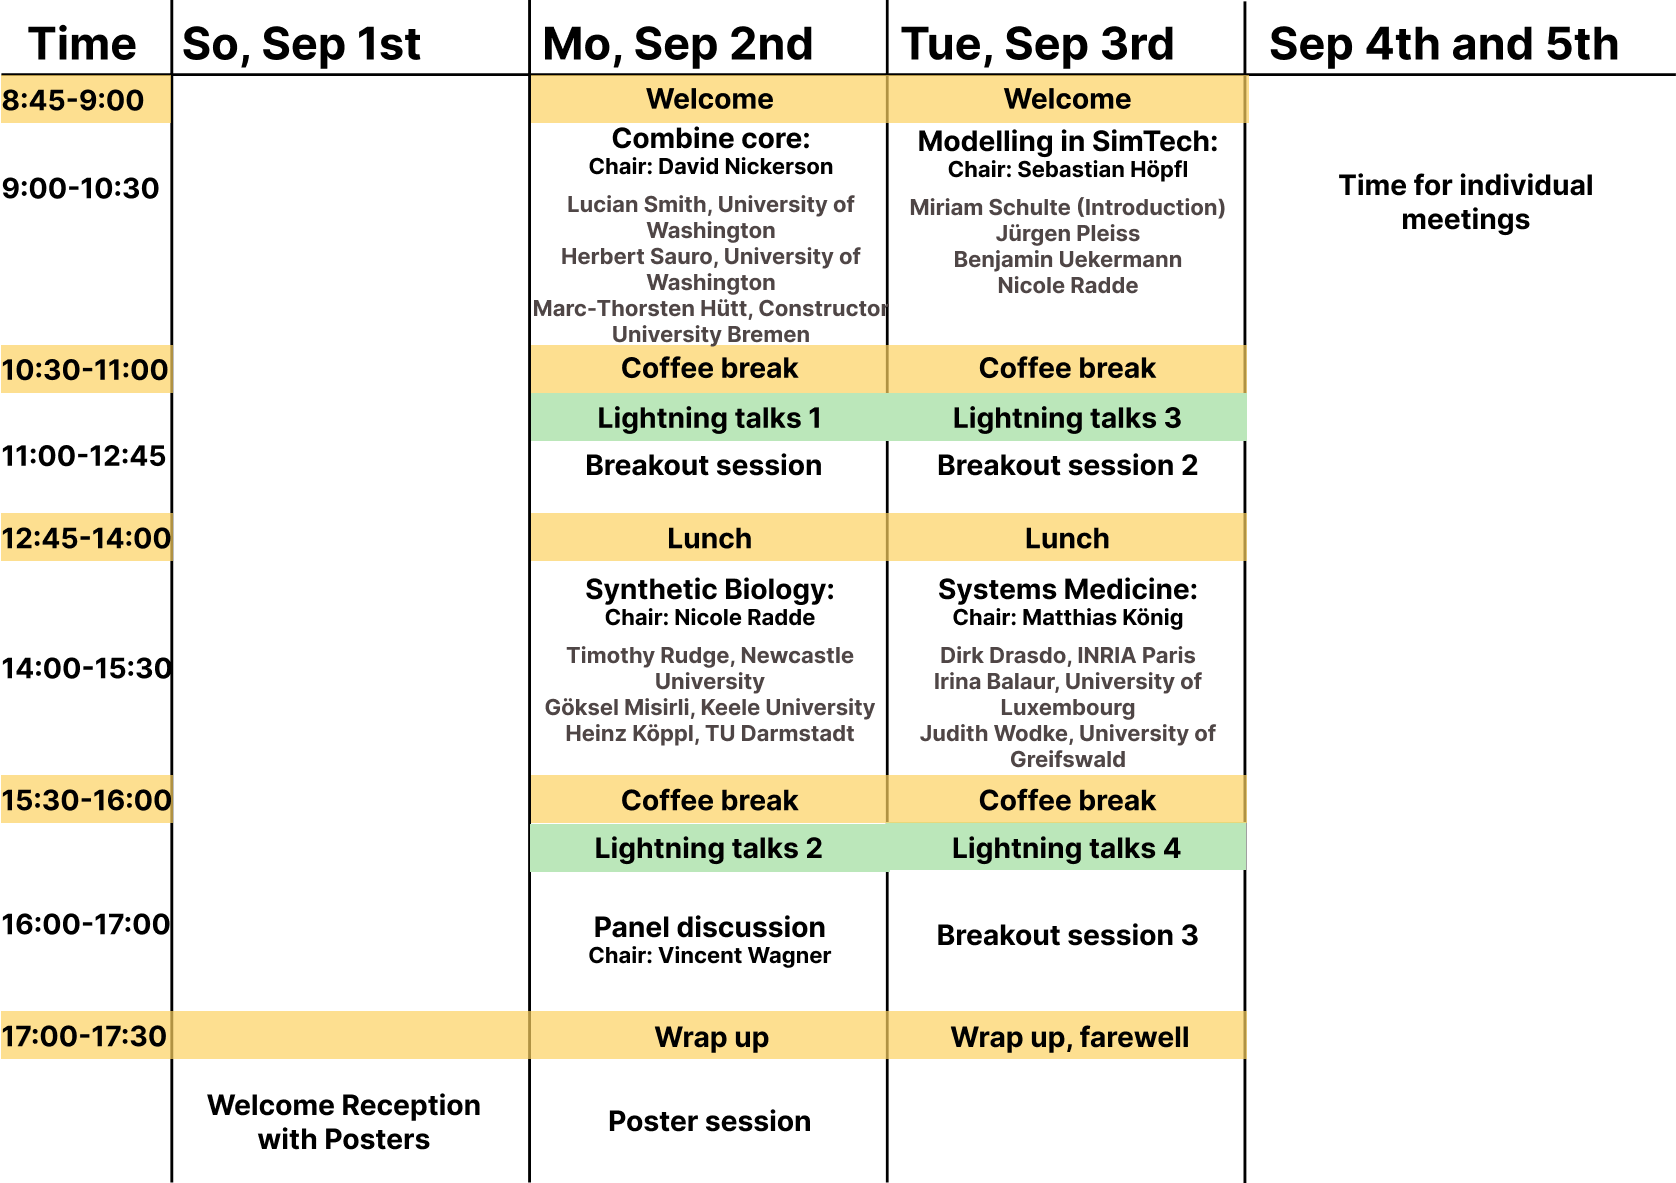 Time
So, Sep 1st
Mo, Sep 2nd
Tue, Sep 3rd
Sep 4th and 5th
8:45-9:00
Welcome
Welcome
9:00-10:30
Combine core:
Chair: David Nickerson
Lucian Smith, University of
Washington
Herbert Sauro, University of
Washington
Marc-Thorsten Hütt, Constructor
University Bremen
Modelling in SimTech:
Chair: Sebastian Höpfl
Miriam Schulte (Introduction)
Jürgen Pleiss
Benjamin Uekermann
Nicole Radde
Time for individual
meetings
10:30-11:00
Coffee break
Coffee break
11:00-12:45
Lightning talks 1
Breakout session
Lightning talks 3
Breakout session 2
12:45-14:00
Lunch
Lunch
14:00-15:30
Synthetic Biology:
Chair: Nicole Radde
Timothy Rudge, Newcastle
University
Göksel Misirli, Keele University
Heinz Köppl, TU Darmstadt
Systems Medicine:
Chair: Matthias König
Dirk Drasdo, INRIA Paris
Irina Balaur, University of
Luxembourg
Judith Wodke, University of
Greifswald
15:30-16:00
Coffee break
Coffee break
16:00-17:00
Lightning talks 2
Panel discussion
Chair: Vincent Wagner
Lightning talks 4
Breakout session 3
17:00-17:30
Wrap up
Wrap up, farewell
Welcome Reception
with Posters
Poster session